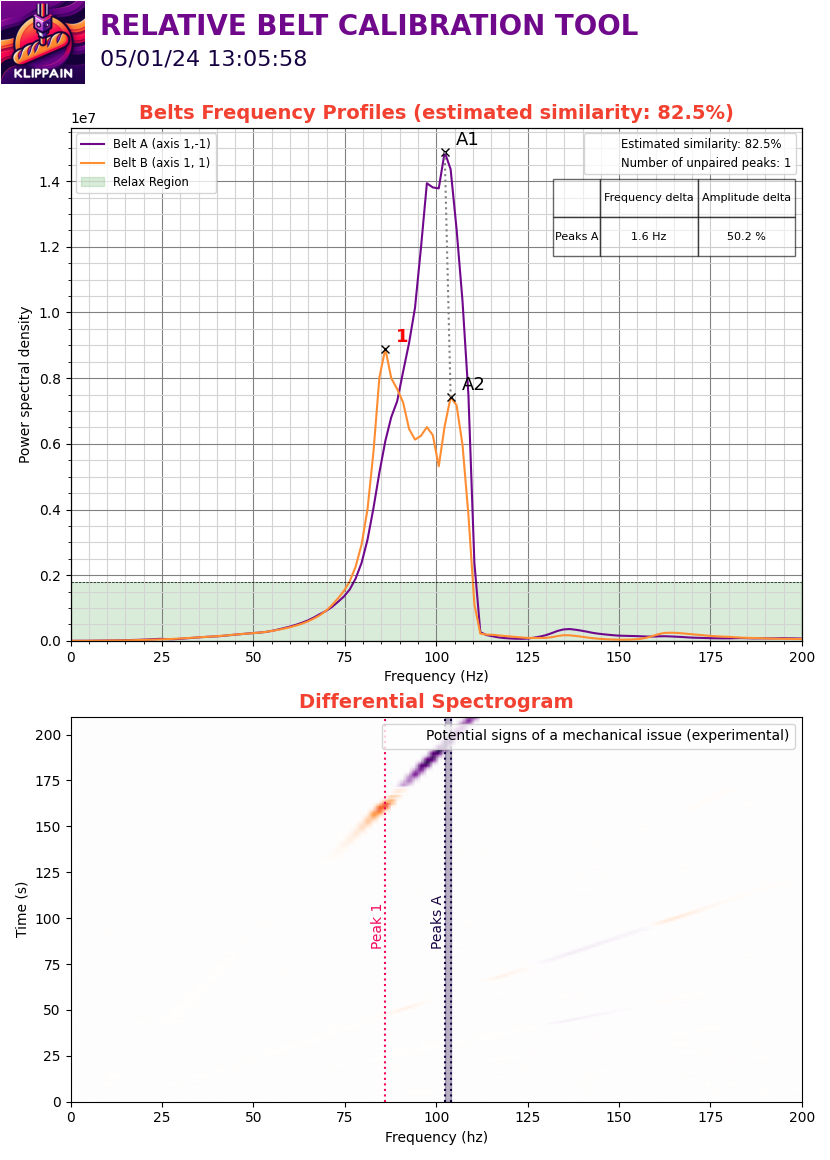 KLIPPAIN
RELATIVE BELT CALIBRATION TOOL
05/01/24 13:05:58
Belts Frequency Profiles (estimated similarity: 82.5%)
1e7
Belt A (axis 1,-1)
Belt B (axis 1, 1)
Relax Region
A1
Estimated similarity: 82.5%
Number of unpaired peaks: 1
Frequency delta Amplitude delta
Peaks A 1.6 Hz 50.2 %
1
A2
1.4
1.2
1.0
0.8
0.6
0.4
0.2
0.0
Power spectral density
0 25 50 75 100 125 150 175 200
Frequency (Hz)
Differential Spectrogram
Potential signs of a mechanical issue (experimental)
Peak 1
Peaks A
200
175
150
125
100
75
50
25
0
Time (s)
0 25 50 75 100 125 150 175 200
Frequency (hz)